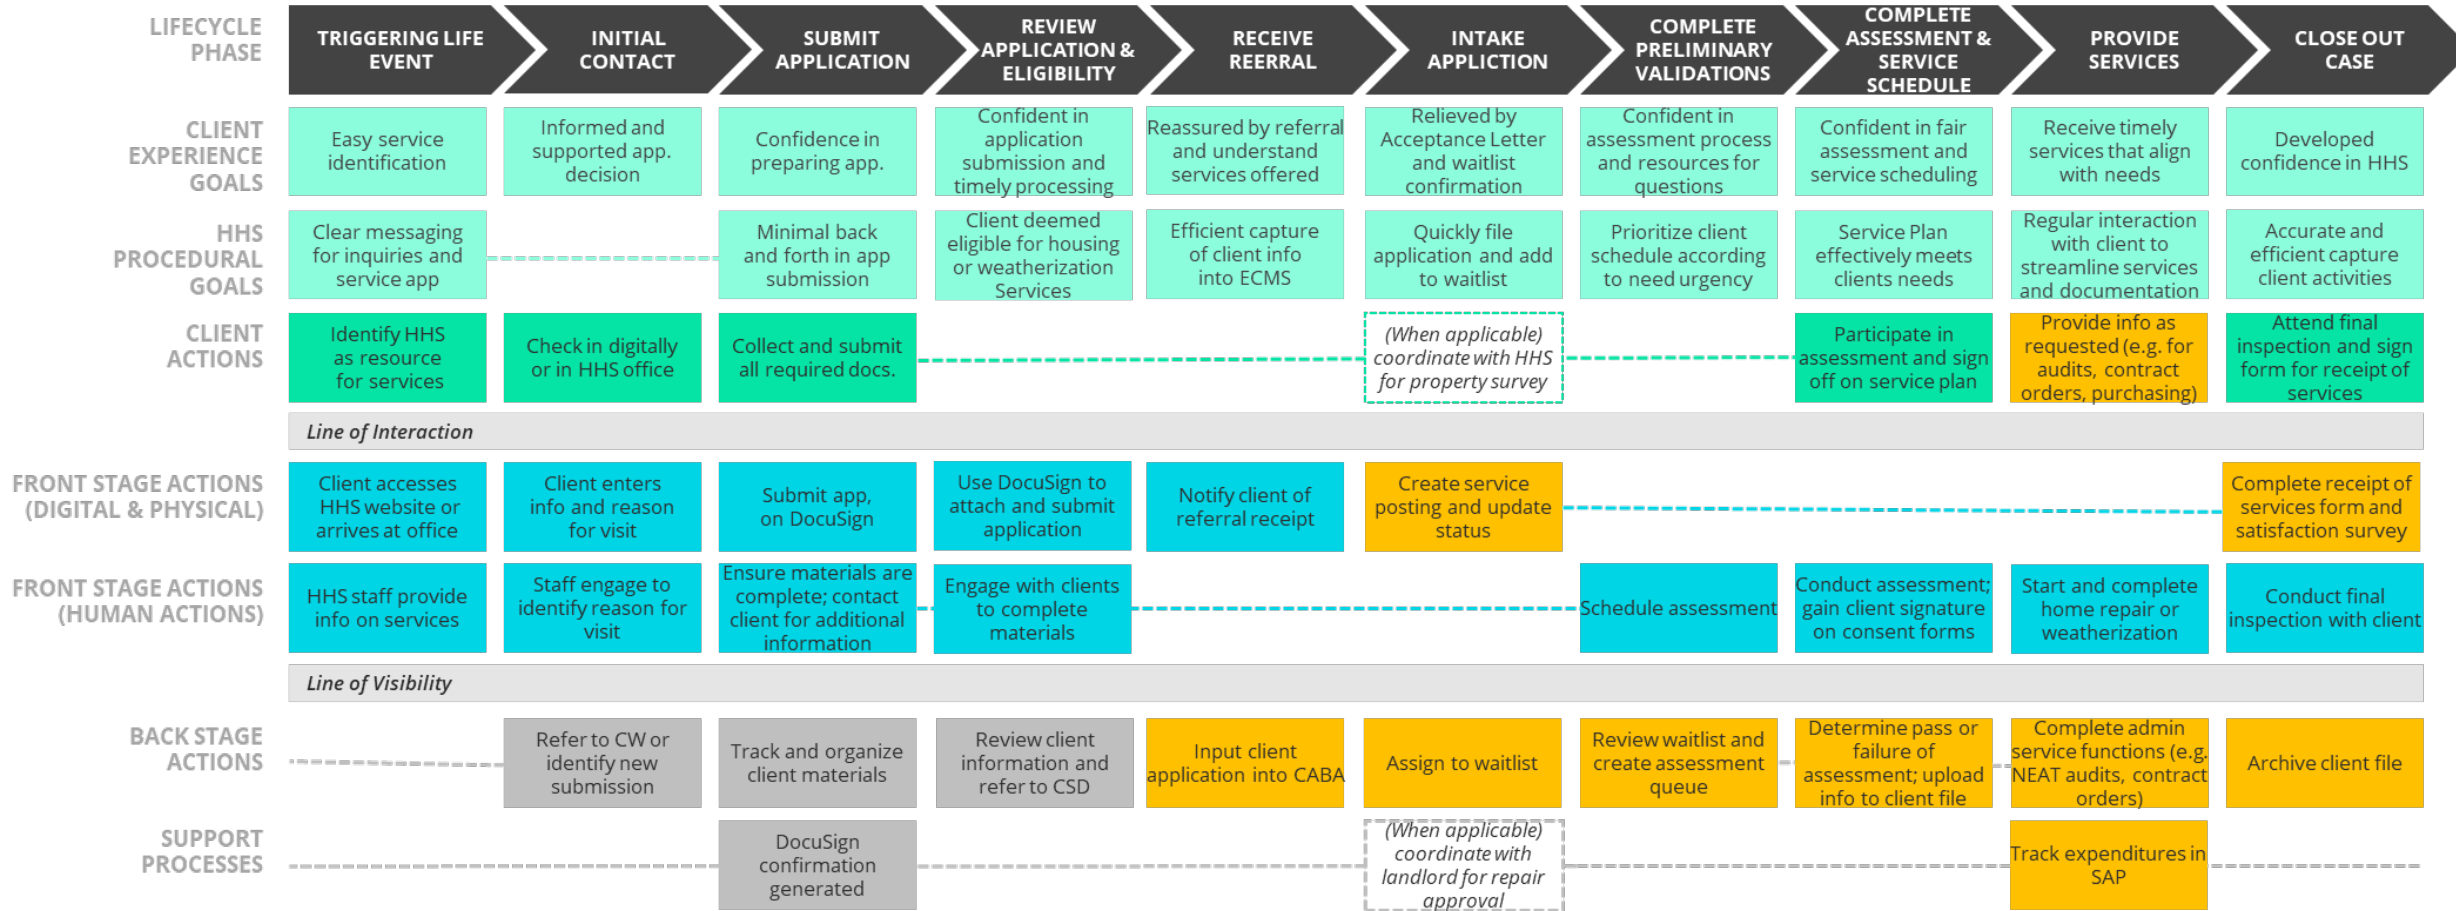 LIFECYCLE
PHASE
TRIGGERING LIFE
EVENT
INITIAL
CONTACT
SUBMIT
APPLICATION
REVIEW
APPLICATION &
ELIGIBILITY
RECEIVE
REERRAL
INTAKE
APPLICTION
COMPLETE
PRELIMINARY
VALIDATIONS
COMPLETE
ASSESSMENT &
SERVICE
SCHEDULE
PROVIDE
SERVICES
CLOSE OUT
CASE
CLIENT
EXPERIENCE
GOALS
Easy service
identification
Informed and
supported app.
decision
Confidence in
preparing app.
Confident in
application
submission and
timely processing
Reassured by referral
and understand
services offered
Relieved by
Acceptance Letter
and waitlist
confirmation
Confident in
assessment process
and resources for
questions
Confident in fair
assessment and
service scheduling
Receive timely
services that align
with needs
Developed
confidence in HHS
HHS
PROCEDURAL
GOALS
Clear messaging
for inquiries and
service app
Minimal back
and forth in app
submission
Client deemed
eligible for housing
or weatherization
Services
Efficient capture
of client info
into ECMS
Quickly file
application and add
to waitlist
Prioritize client
schedule according
to need urgency
Service Plan
effectively meets
clients needs
Regular interaction
with client to
streamline services
and documentation
Accurate and
efficient capture
client activities
CLIENT
ACTIONS
Identify HHS
as resource
for services
Check in digitally
or in HHS office
Collect and submit
all required docs.
(When applicable)
coordinate with HHS
for property survey
Participate in
assessment and sign
off on service plan
Provide info as
requested (e.g. for
audits, contract
orders, purchasing)
Attend final
inspection and sign
form for receipt of
services
Line of Interaction
FRONT STAGE ACTIONS
(DIGITAL & PHYSICAL)
Client accesses
HHS website or
arrives at office
Client enters
info and reason
for visit
Submit app,
on DocuSign
Use DocuSign to
attach and submit
application
Notify client of
referral receipt
Create service
posting and update
status
Complete receipt of
services form and
satisfaction survey
FRONT STAGE ACTIONS
(HUMAN ACTIONS)
HHS staff provide
info on services
Staff engage to
identify reason for
visit
Ensure materials are
complete; contact
client for additional
information
Engage with clients
to complete
materials
Schedule assessment
Conduct assessment;
gain client signature
on consent forms
Start and complete
home repair or
weatherization
Conduct final
inspection with client
Line of Visibility
BACK STAGE
ACTIONS
Refer to CW or
identify new
submission
Track and organize
client materials
Review client
information and
refer to CSD
Input client
application into CABA
Assign to waitlist
Review waitlist and
create assessment
queue
Determine pass or
failure of
assessment; upload
info to client file
Complete admin
service functions (e.g.
NEAT audits, contract
orders)
Archive client file
SUPPORT
PROCESSES
DocuSign
confirmation
generated
(When applicable)
coordinate with
landlord for repair
approval
Track expenditures in
SAP